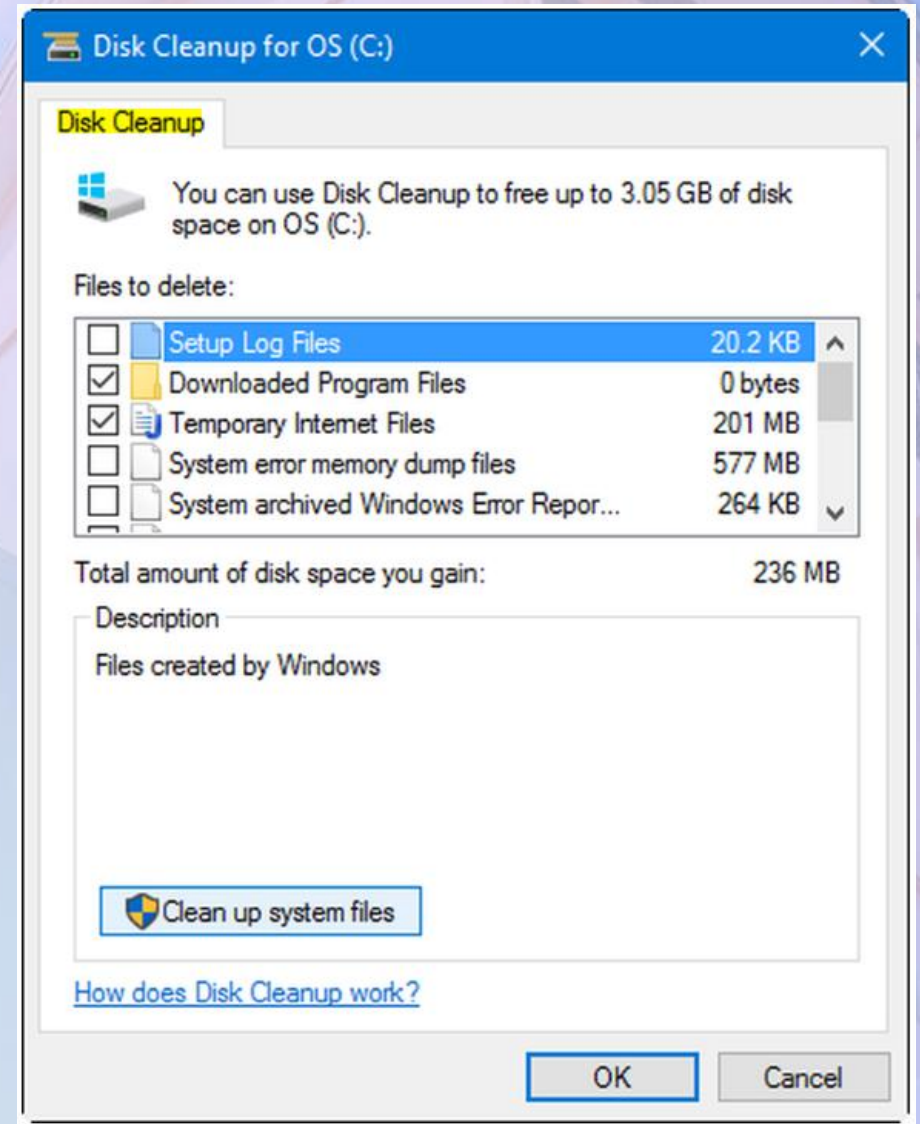 Disk Cleanup for OS (C:)
Disk Cleanup
You can use Disk Cleanup to free up to 3.05 GB of disk
space on OS (C:).
Files to delete:
Setup Log Files 20.2 KB
Downloaded Program Files 0 bytes
Temporary Internet Files 201 MB
System error memory dump files 577 MB
System archived Windows Error Repor... 264 KB
Total amount of disk space you gain: 236 MB
Description
Files created by Windows
Clean up system files
How does Disk Cleanup work?
OK Cancel